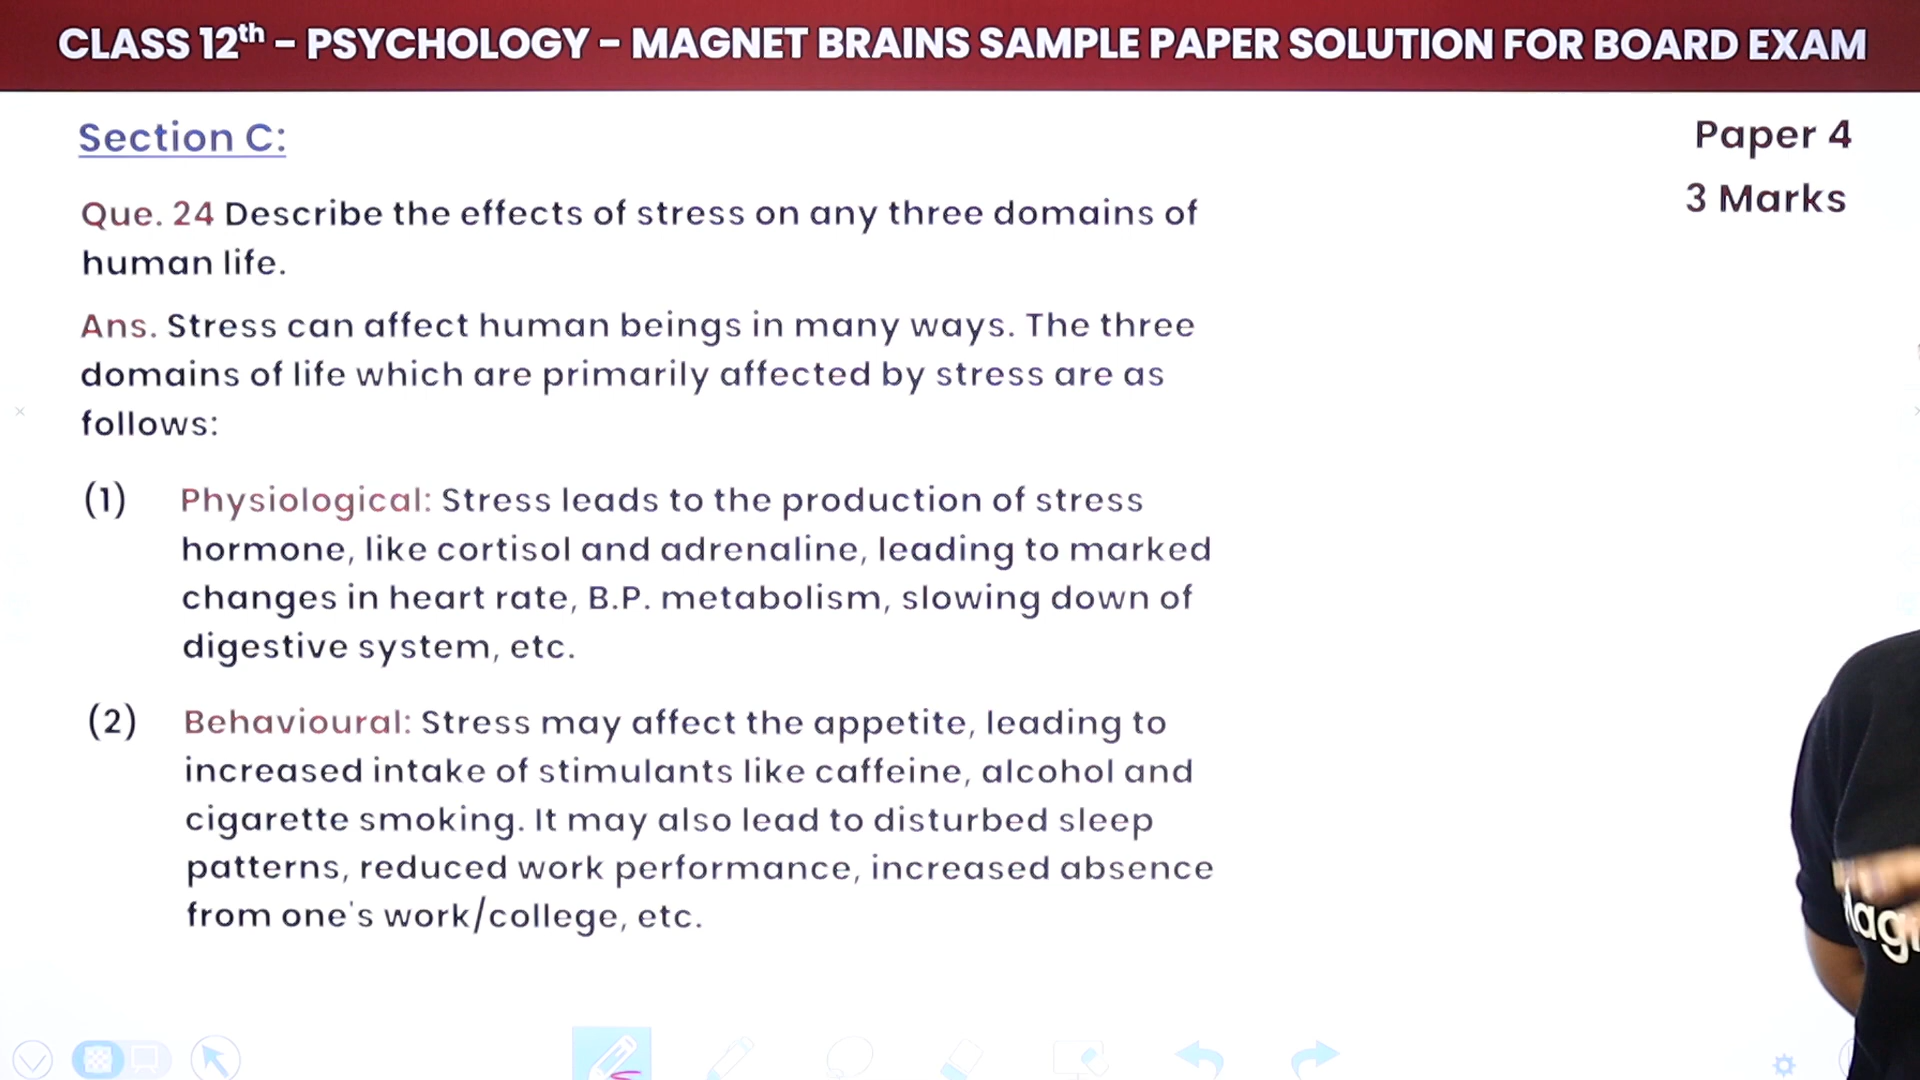 CLASS 12th – PSYCHOLOGY – MAGNET BRAINS SAMPLE PAPER SOLUTION FOR BOARD EXAM
Section C:
Paper 4
3 Marks
Que. 24 Describe the effects of stress on any three domains of
human life.
Ans. Stress can affect human beings in many ways. The three
domains of life which are primarily affected by stress are as
follows:
(1) Physiological: Stress leads to the production of stress
hormone, like cortisol and adrenaline, leading to marked
changes in heart rate, B.P. metabolism, slowing down of
digestive system, etc.
(2) Behavioural: Stress may affect the appetite, leading to
increased intake of stimulants like caffeine, alcohol and
cigarette smoking. It may also lead to disturbed sleep
patterns, reduced work performance, increased absence
from one's work/college, etc.